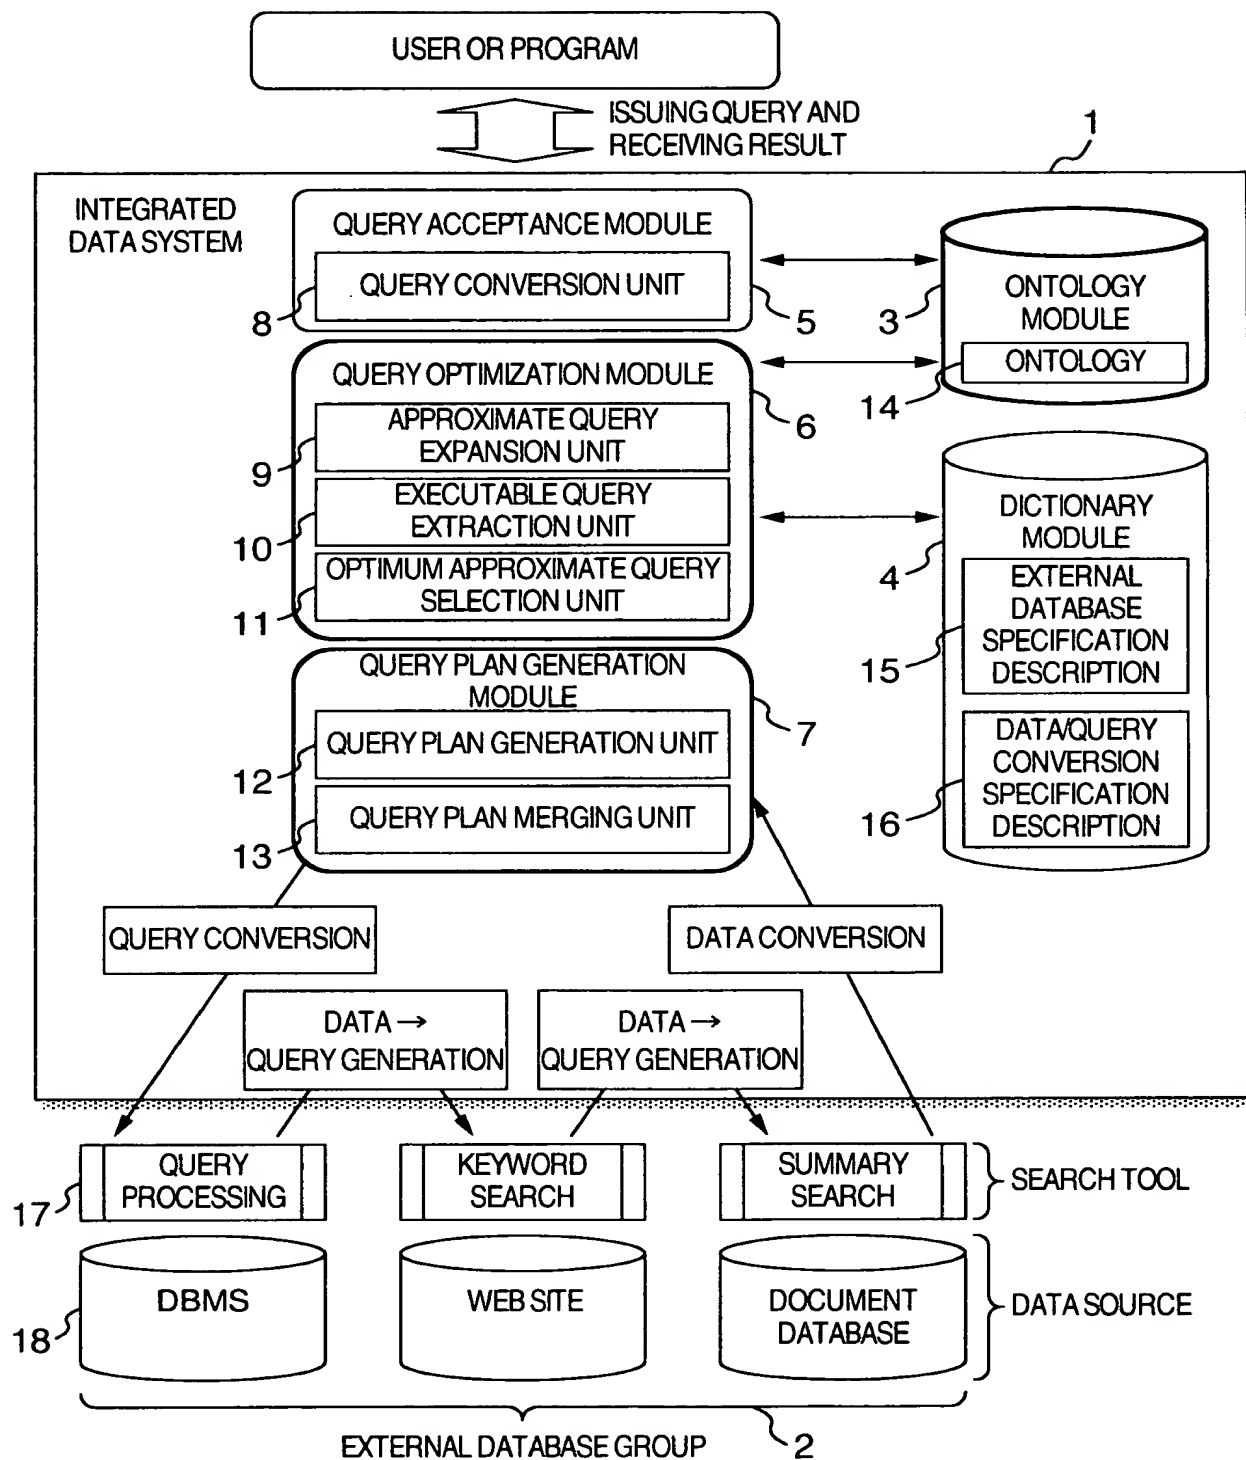 USER OR PROGRAM
ISSUING QUERY AND
RECEIVING RESULT
1
INTEGRATED
DATA SYSTEM
QUERY ACCEPTANCE MODULE
QUERY CONVERSION UNIT
8
5
3
ONTOLOGY
MODULE
ONTOLOGY
14
QUERY OPTIMIZATION MODULE
6
APPROXIMATE QUERY
EXPANSION UNIT
9
EXECUTABLE QUERY
EXTRACTION UNIT
10
OPTIMUM APPROXIMATE QUERY
SELECTION UNIT
11
DICTIONARY
MODULE
4
EXTERNAL
DATABASE
SPECIFICATION
DESCRIPTION
15
DATA/QUERY
CONVERSION
SPECIFICATION
DESCRIPTION
16
QUERY PLAN GENERATION
MODULE
7
QUERY PLAN GENERATION UNIT
12
QUERY PLAN MERGING UNIT
13
QUERY CONVERSION
DATA CONVERSION
DATA →
QUERY GENERATION
DATA →
QUERY GENERATION
QUERY
PROCESSING
17
KEYWORD
SEARCH
SUMMARY
SEARCH
SEARCH TOOL
DBMS
18
WEB SITE
DOCUMENT
DATABASE
DATA SOURCE
EXTERNAL DATABASE GROUP
2